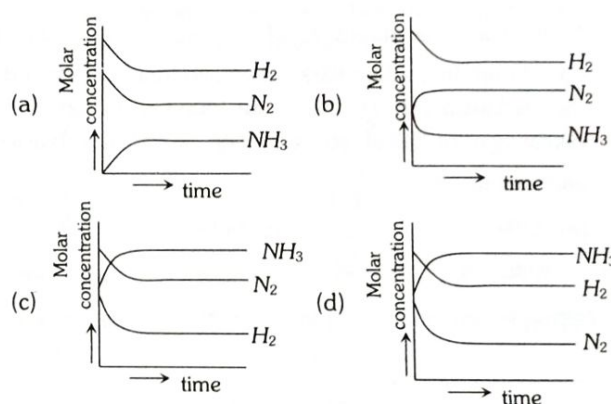 (a)
Molar
concentration
H₂
N₂
NH₃
time
(b)
Molar
concentration
H₂
N₂
NH₃
time
(c)
Molar
concentration
NH₃
N₂
H₂
time
(d)
Molar
concentration
NH₃
H₂
N₂
time